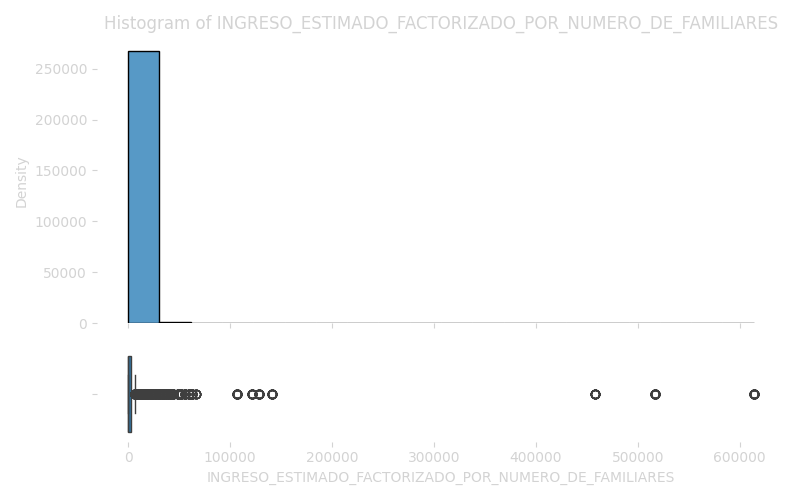 Histogram of INGRESO_ESTIMADO_FACTORIZADO_POR_NUMERO_DE_FAMILIARES
250000
200000
150000
100000
50000
0
Density
0 100000 200000 300000 400000 500000 600000
INGRESO_ESTIMADO_FACTORIZADO_POR_NUMERO_DE_FAMILIARES